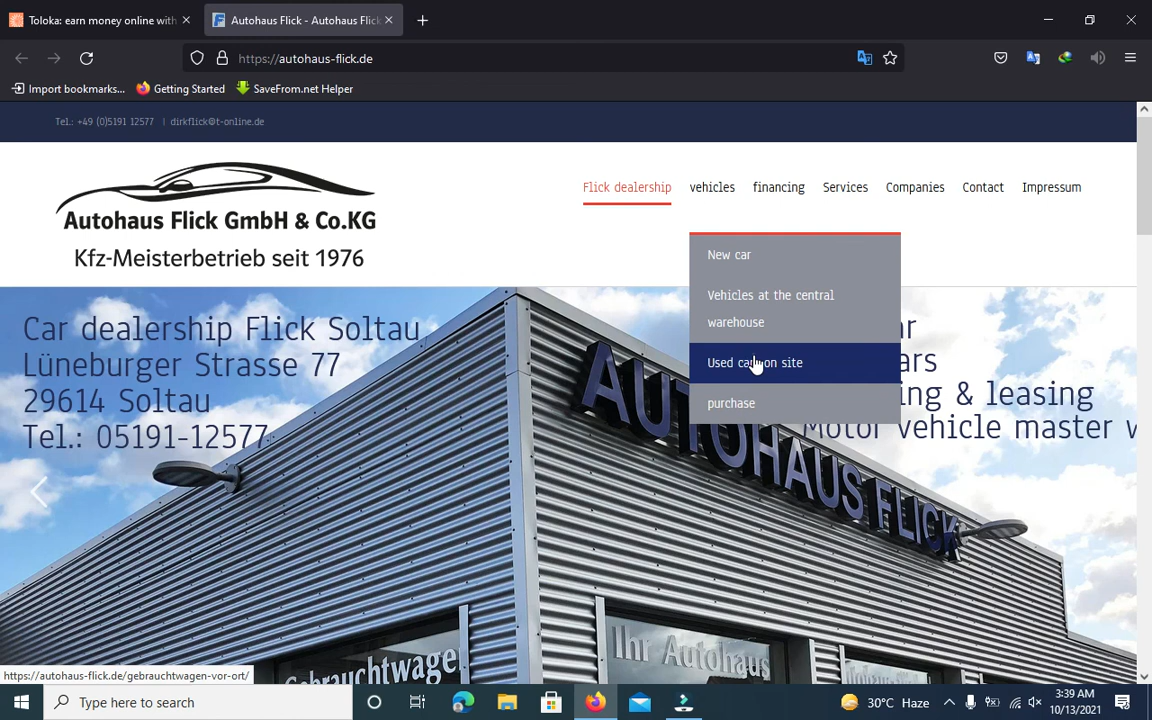 Toloka: earn money online with
Autohaus Flick - Autohaus Flick
https://autohaus-flick.de
Import bookmarks...
Getting Started
SaveFrom.net Helper
Tel.: +49 (0)5191 12577 | dirkflick@t-online.de
Autohaus Flick GmbH & Co.KG
Kfz-Meisterbetrieb seit 1976
Flick dealership
vehicles
financing
Services
Companies
Contact
Impressum
New car
Vehicles at the central
warehouse
Used car on site
purchase
Car dealership Flick Soltau
Lüneburger Strasse 77
29614 Soltau
Tel.: 05191-12577
ing & leasing
Motor vehicle master w
AUTOHAUS FLICK
Gebrauchtwagen
Ihr Autohaus
https://autohaus-flick.de/gebrauchtwagen-vor-ort/
Type here to search
30°C Haze
3:39 AM
10/13/2021